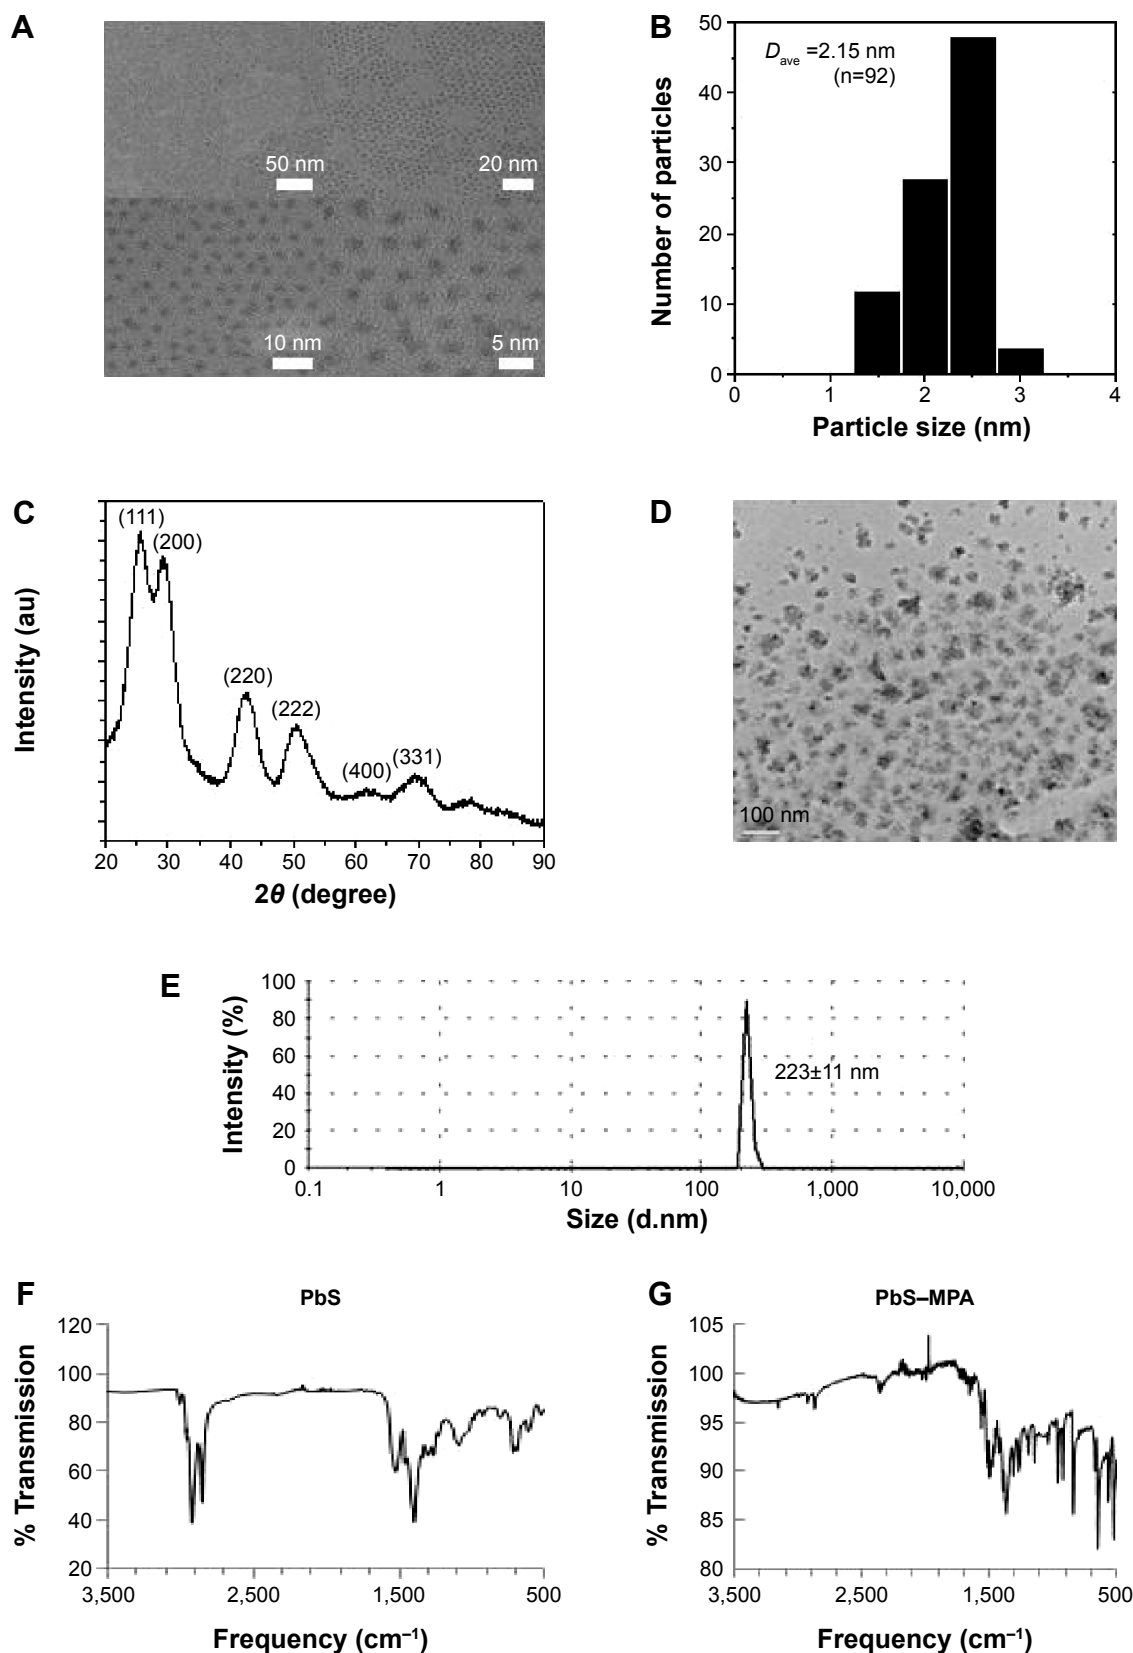 A
50 nm
20 nm
10 nm
5 nm
B
D ave =2.15 nm
(n=92)
Number of particles
50
40
30
20
10
0
0 1 2 3 4
Particle size (nm)
C
Intensity (au)
(111)
(200)
(220)
(222)
(400)
(331)
20 30 40 50 60 70 80 90
2θ (degree)
D
100 nm
E
Intensity (%)
100
80
60
40
20
0
223±11 nm
0.1 1 10 100 1,000 10,000
Size (d.nm)
F
PbS
% Transmission
120
100
80
60
40
20
3,500 2,500 1,500 500
Frequency (cm⁻¹)
G
PbS–MPA
% Transmission
105
100
95
90
85
80
3,500 2,500 1,500 500
Frequency (cm⁻¹)